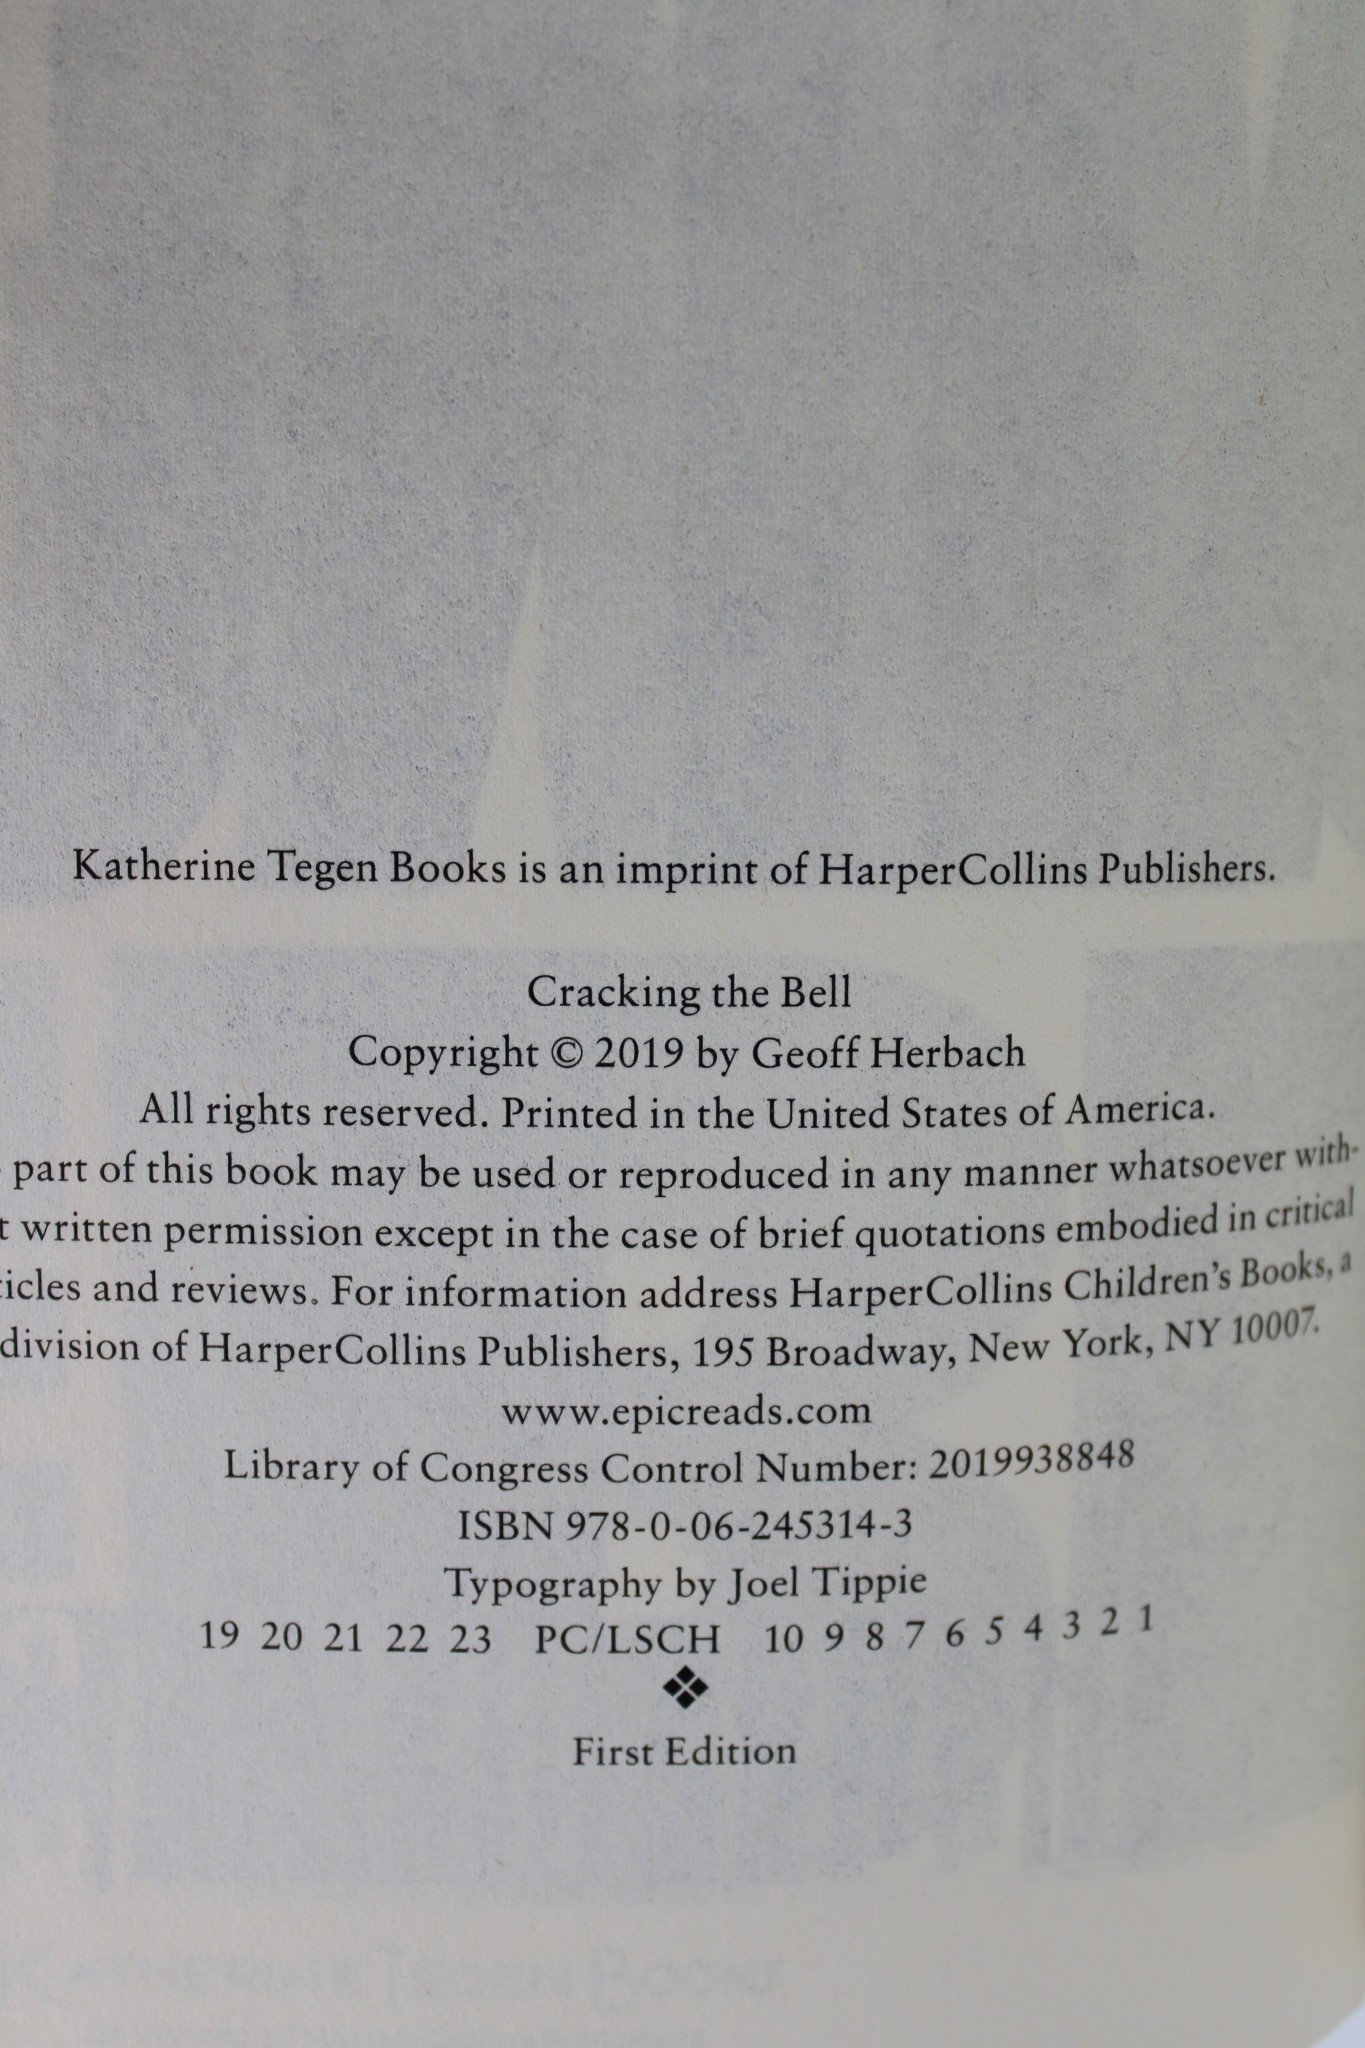 Katherine Tegen Books is an imprint of HarperCollins Publishers.
Cracking the Bell
Copyright © 2019 by Geoff Herbach
All rights reserved. Printed in the United States of America.
part of this book may be used or reproduced in any manner whatsoever with-
t written permission except in the case of brief quotations embodied in critical
icles and reviews. For information address HarperCollins Children's Books, a
division of HarperCollins Publishers, 195 Broadway, New York, NY 10007.
www.epicreads.com
Library of Congress Control Number: 2019938848
ISBN 978-0-06-245314-3
Typography by Joel Tippie
19 20 21 22 23 PC/LSCH 10 9 8 7 6 5 4 3 2 1
❖
First Edition